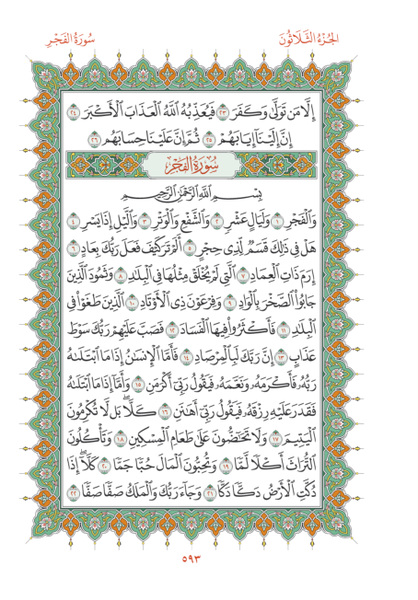 الجُزْءُ الثَّلَاثُونَ
سُورَةُ الفَجْرِ
إِلَّا مَن تَوَلَّىٰ وَكَفَرَ ٢٣ فَيُعَذِّبُهُ ٱللَّهُ ٱلْعَذَابَ ٱلْأَكْبَرَ ٢٤
إِنَّ إِلَيْنَآ إِيَابَهُمْ ٢٥ ثُمَّ إِنَّ عَلَيْنَا حِسَابَهُم ٢٦
سُورَةُ الفَجْرِ
بِسْمِ ٱللَّهِ ٱلرَّحْمَٰنِ ٱلرَّحِيمِ
وَٱلْفَجْرِ ١ وَلَيَالٍ عَشْرٍ ٢ وَٱلشَّفْعِ وَٱلْوَتْرِ ٣ وَٱلَّيْلِ إِذَا يَسْرِ ٤
هَلْ فِي ذَٰلِكَ قَسَمٌ لِّذِي حِجْرٍ ٥ أَلَمْ تَرَ كَيْفَ فَعَلَ رَبُّكَ بِعَادٍ ٦
إِرَمَ ذَاتِ ٱلْعِمَادِ ٧ ٱلَّتِي لَمْ يُخْلَقْ مِثْلُهَا فِي ٱلْبِلَٰدِ ٨ وَثَمُودَ ٱلَّذِينَ
جَابُوا۟ ٱلصَّخْرَ بِٱلْوَادِ ٩ وَفِرْعَوْنَ ذِي ٱلْأَوْتَادِ ١٠ ٱلَّذِينَ طَغَوْا۟ فِي
ٱلْبِلَٰدِ ١١ فَأَكْثَرُوا۟ فِيهَا ٱلْفَسَادَ ١٢ فَصَبَّ عَلَيْهِمْ رَبُّكَ سَوْطَ
عَذَابٍ ١٣ إِنَّ رَبَّكَ لَبِٱلْمِرْصَادِ ١٤ فَأَمَّا ٱلْإِنسَٰنُ إِذَا مَا ٱبْتَلَىٰهُ
رَبُّهُۥ فَأَكْرَمَهُۥ وَنَعَّمَهُۥ فَيَقُولُ رَبِّيٓ أَكْرَمَنِ ١٥ وَأَمَّآ إِذَا مَا ٱبْتَلَىٰهُ
فَقَدَرَ عَلَيْهِ رِزْقَهُۥ فَيَقُولُ رَبِّيٓ أَهَٰنَنِ ١٦ كَلَّا بَل لَّا تُكْرِمُونَ
ٱلْيَتِيمَ ١٧ وَلَا تَحَٰٓضُّونَ عَلَىٰ طَعَامِ ٱلْمِسْكِينِ ١٨ وَتَأْكُلُونَ
ٱلتُّرَاثَ أَكْلًا لَّمًّا ١٩ وَتُحِبُّونَ ٱلْمَالَ حُبًّا جَمًّا ٢٠ كَلَّآ إِذَا
دُكَّتِ ٱلْأَرْضُ دَكًّا دَكًّا ٢١ وَجَآءَ رَبُّكَ وَٱلْمَلَكُ صَفًّا صَفًّا ٢٢
٥٩٣